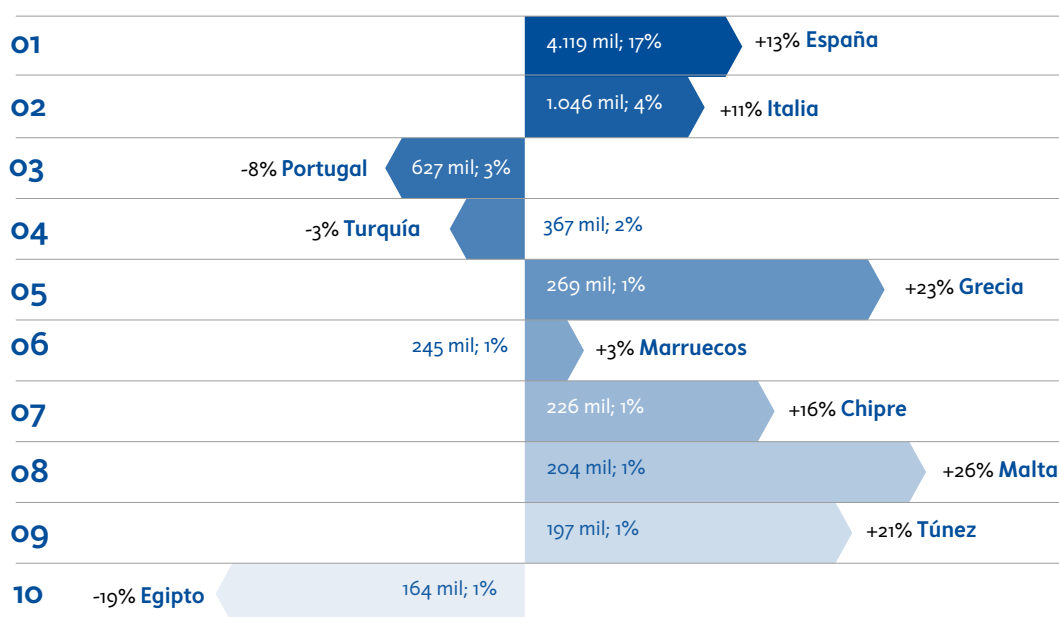 01 4.119 mil; 17% +13% España
02 1.046 mil; 4% +11% Italia
03 -8% Portugal 627 mil; 3%
04 -3% Turquía 367 mil; 2%
05 269 mil; 1% +23% Grecia
06 245 mil; 1% +3% Marruecos
07 226 mil; 1% +16% Chipre
08 204 mil; 1% +26% Malta
09 197 mil; 1% +21% Túnez
10 -19% Egipto 164 mil; 1%